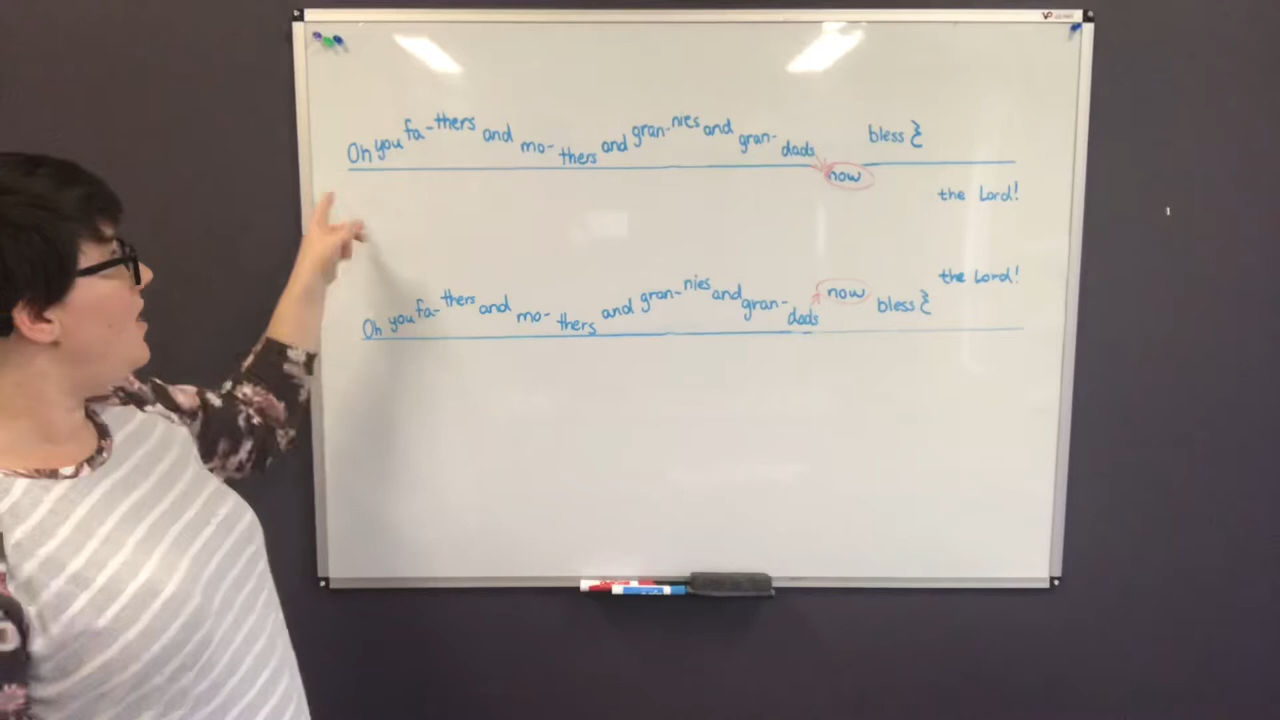 Oh you fa-thers and mo-thers and gran-nies and gran-dads now bless
the Lord!
Oh you fa-thers and mo-thers and gran-nies and gran-dads now bless the Lord!